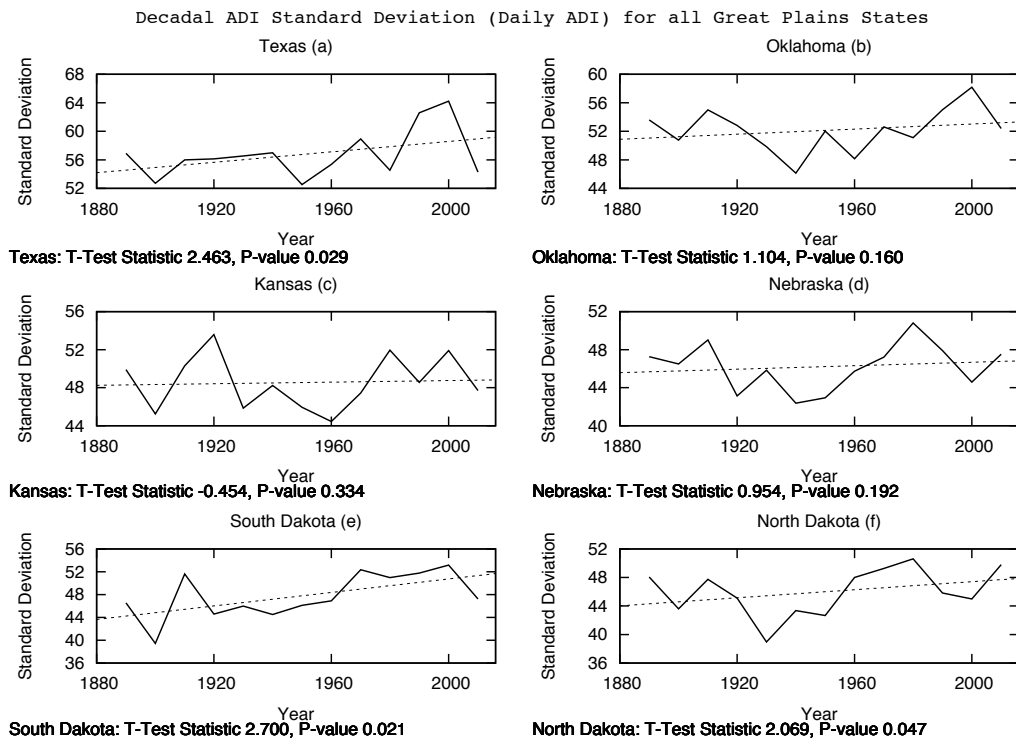 Decadal ADI Standard Deviation (Daily ADI) for all Great Plains States
Texas (a)
Standard Deviation
68
64
60
56
52
1880 1920 1960 2000
Year
Texas: T-Test Statistic 2.463, P-value 0.029
Oklahoma (b)
Standard Deviation
60
56
52
48
44
1880 1920 1960 2000
Year
Oklahoma: T-Test Statistic 1.104, P-value 0.160
Kansas (c)
Standard Deviation
56
52
48
44
1880 1920 1960 2000
Year
Kansas: T-Test Statistic -0.454, P-value 0.334
Nebraska (d)
Standard Deviation
52
48
44
40
1880 1920 1960 2000
Year
Nebraska: T-Test Statistic 0.954, P-value 0.192
South Dakota (e)
Standard Deviation
56
52
48
44
40
36
1880 1920 1960 2000
Year
South Dakota: T-Test Statistic 2.700, P-value 0.021
North Dakota (f)
Standard Deviation
52
48
44
40
36
1880 1920 1960 2000
Year
North Dakota: T-Test Statistic 2.069, P-value 0.047